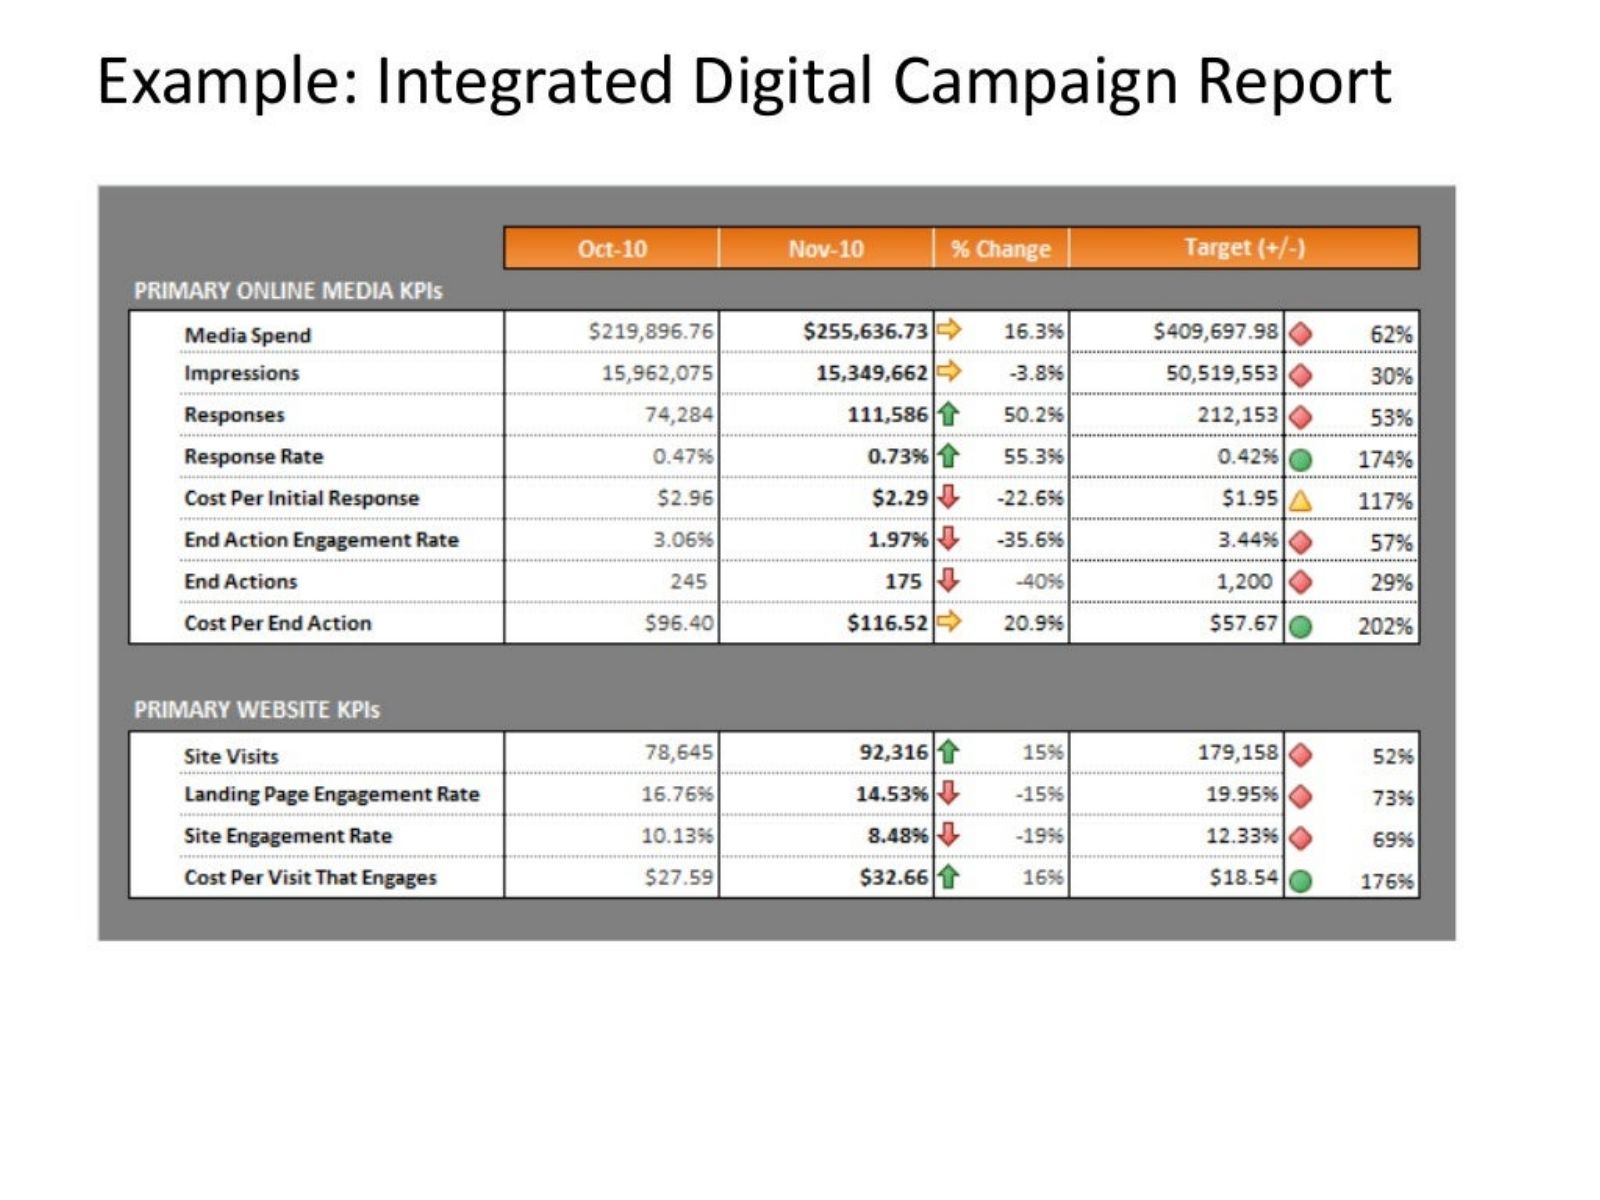 Example: Integrated Digital Campaign Report
Oct-10 Nov-10 % Change Target (+/-)
PRIMARY ONLINE MEDIA KPIs
Media Spend $219,896.76 $255,636.73 16.3% $409,697.98 62%
Impressions 15,962,075 15,349,662 -3.8% 50,519,553 30%
Responses 74,284 111,586 50.2% 212,153 53%
Response Rate 0.47% 0.73% 55.3% 0.42% 174%
Cost Per Initial Response $2.96 $2.29 -22.6% $1.95 117%
End Action Engagement Rate 3.06% 1.97% -35.6% 3.44% 57%
End Actions 245 175 -40% 1,200 29%
Cost Per End Action $96.40 $116.52 20.9% $57.67 202%
PRIMARY WEBSITE KPIs
Site Visits 78,645 92,316 15% 179,158 52%
Landing Page Engagement Rate 16.76% 14.53% -15% 19.95% 73%
Site Engagement Rate 10.13% 8.48% -19% 12.33% 69%
Cost Per Visit That Engages $27.59 $32.66 16% $18.54 176%